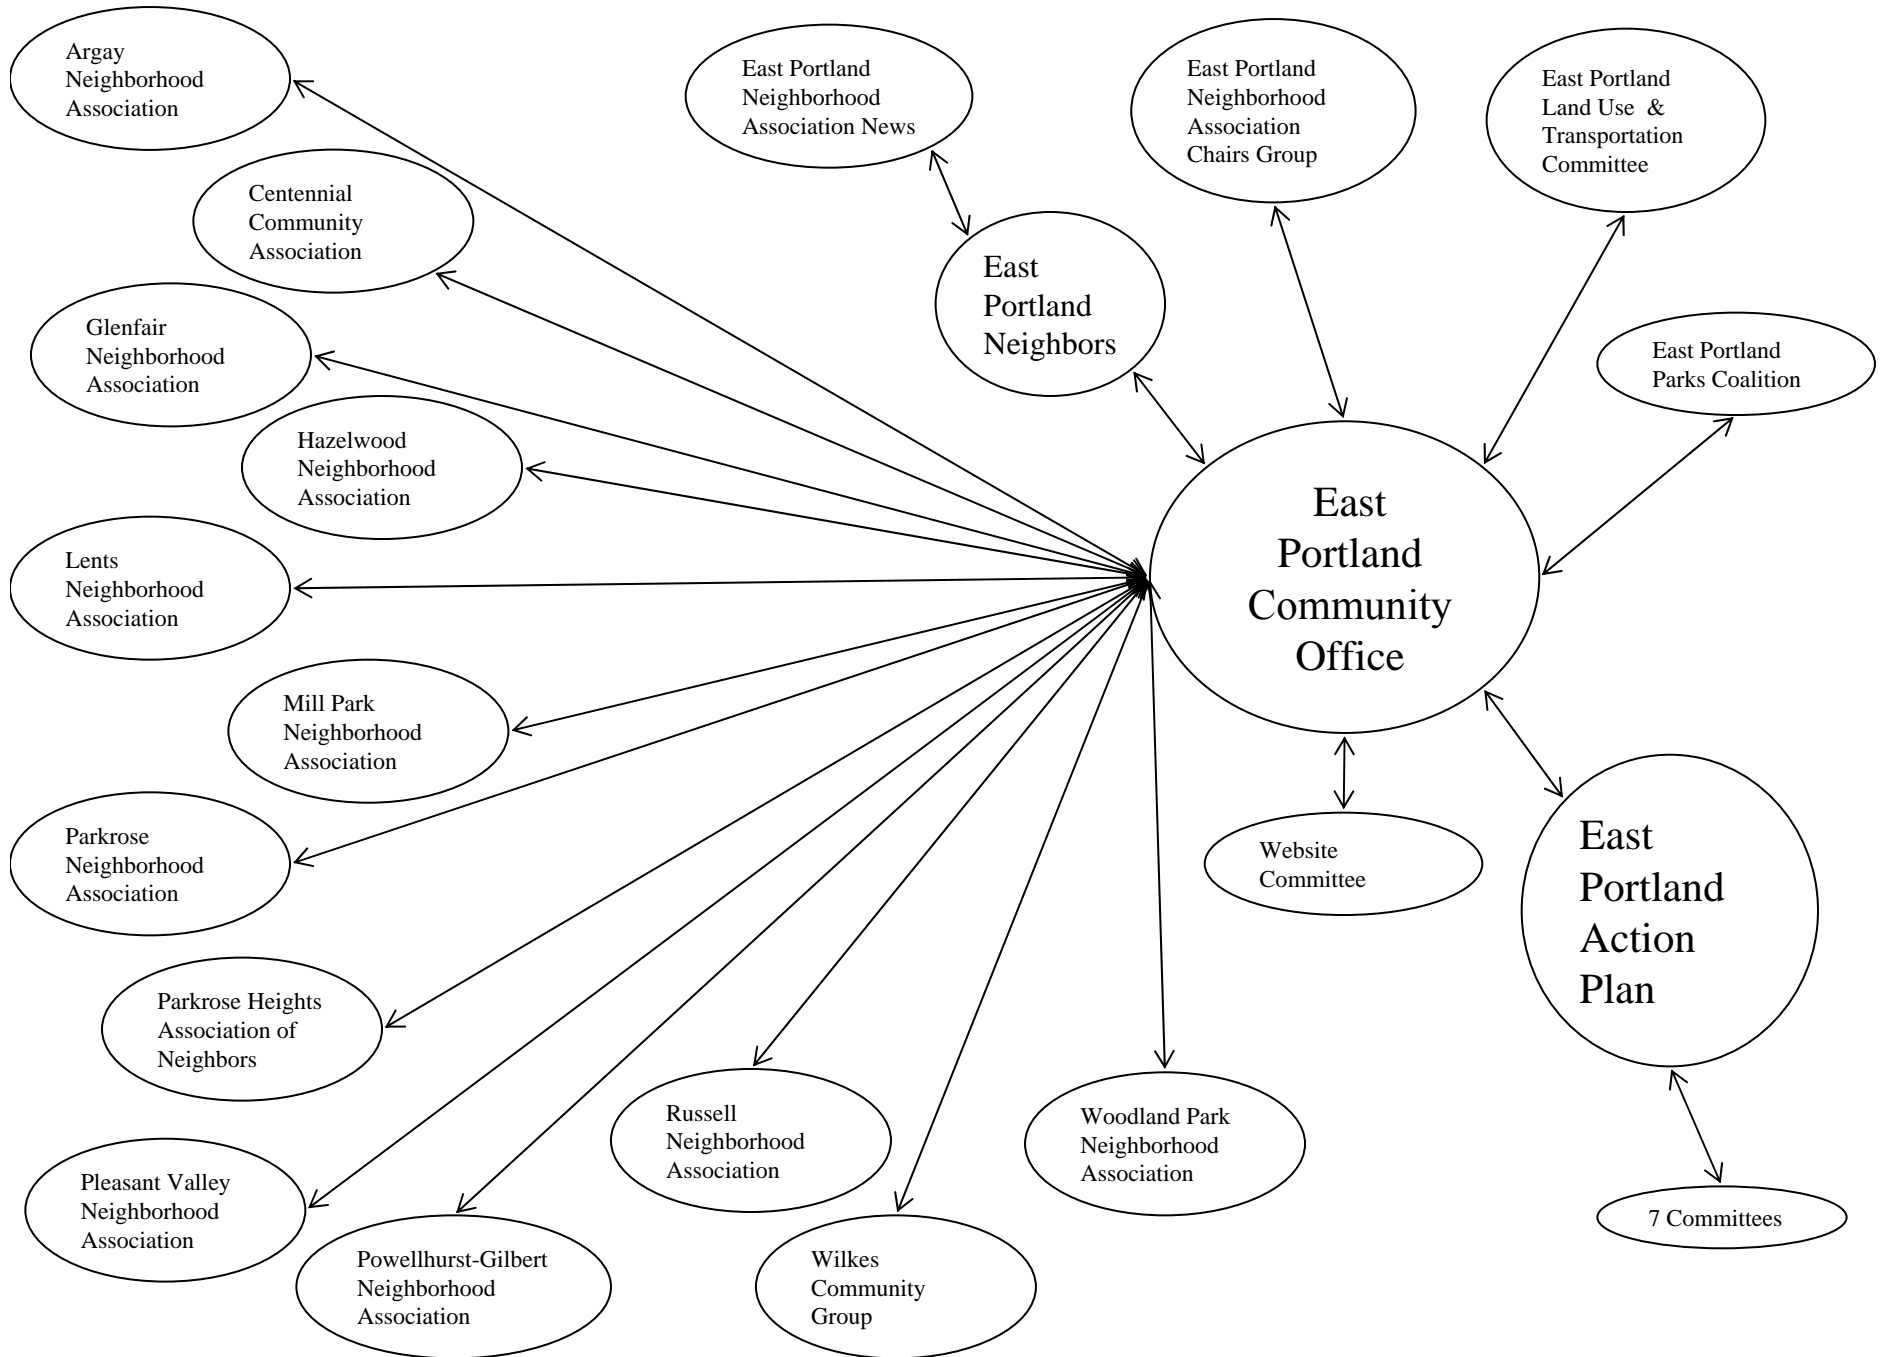 Argay
Neighborhood
Association
East Portland
Neighborhood
Association News
East Portland
Neighborhood
Association
Chairs Group
East Portland
Land Use  &
Transportation
Committee
Centennial
Community
Association
East
Portland
Neighbors
Glenfair
Neighborhood
Association
East Portland
Parks Coalition
Hazelwood
Neighborhood
Association
East
Portland
Community
Office
Lents
Neighborhood
Association
Mill Park
Neighborhood
Association
Parkrose
Neighborhood
Association
Website
Committee
East
Portland
Action
Plan
Parkrose Heights
Association of
Neighbors
Russell
Neighborhood
Association
Woodland Park
Neighborhood
Association
Pleasant Valley
Neighborhood
Association
Powellhurst-Gilbert
Neighborhood
Association
Wilkes
Community
Group
7 Committees